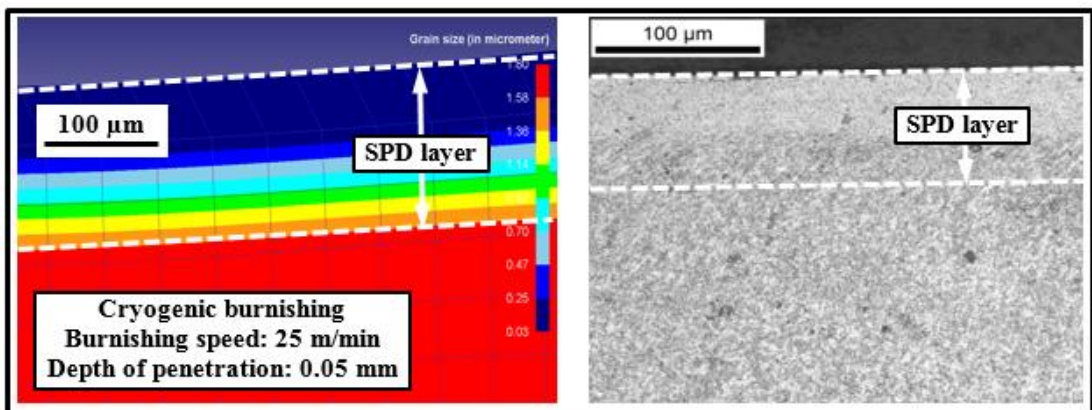 Grain size (in micrometer)
1.80
1.58
1.36
1.14
0.70
0.47
0.25
0.03
100 µm
SPD layer
Cryogenic burnishing
Burnishing speed: 25 m/min
Depth of penetration: 0.05 mm
100 µm
SPD layer